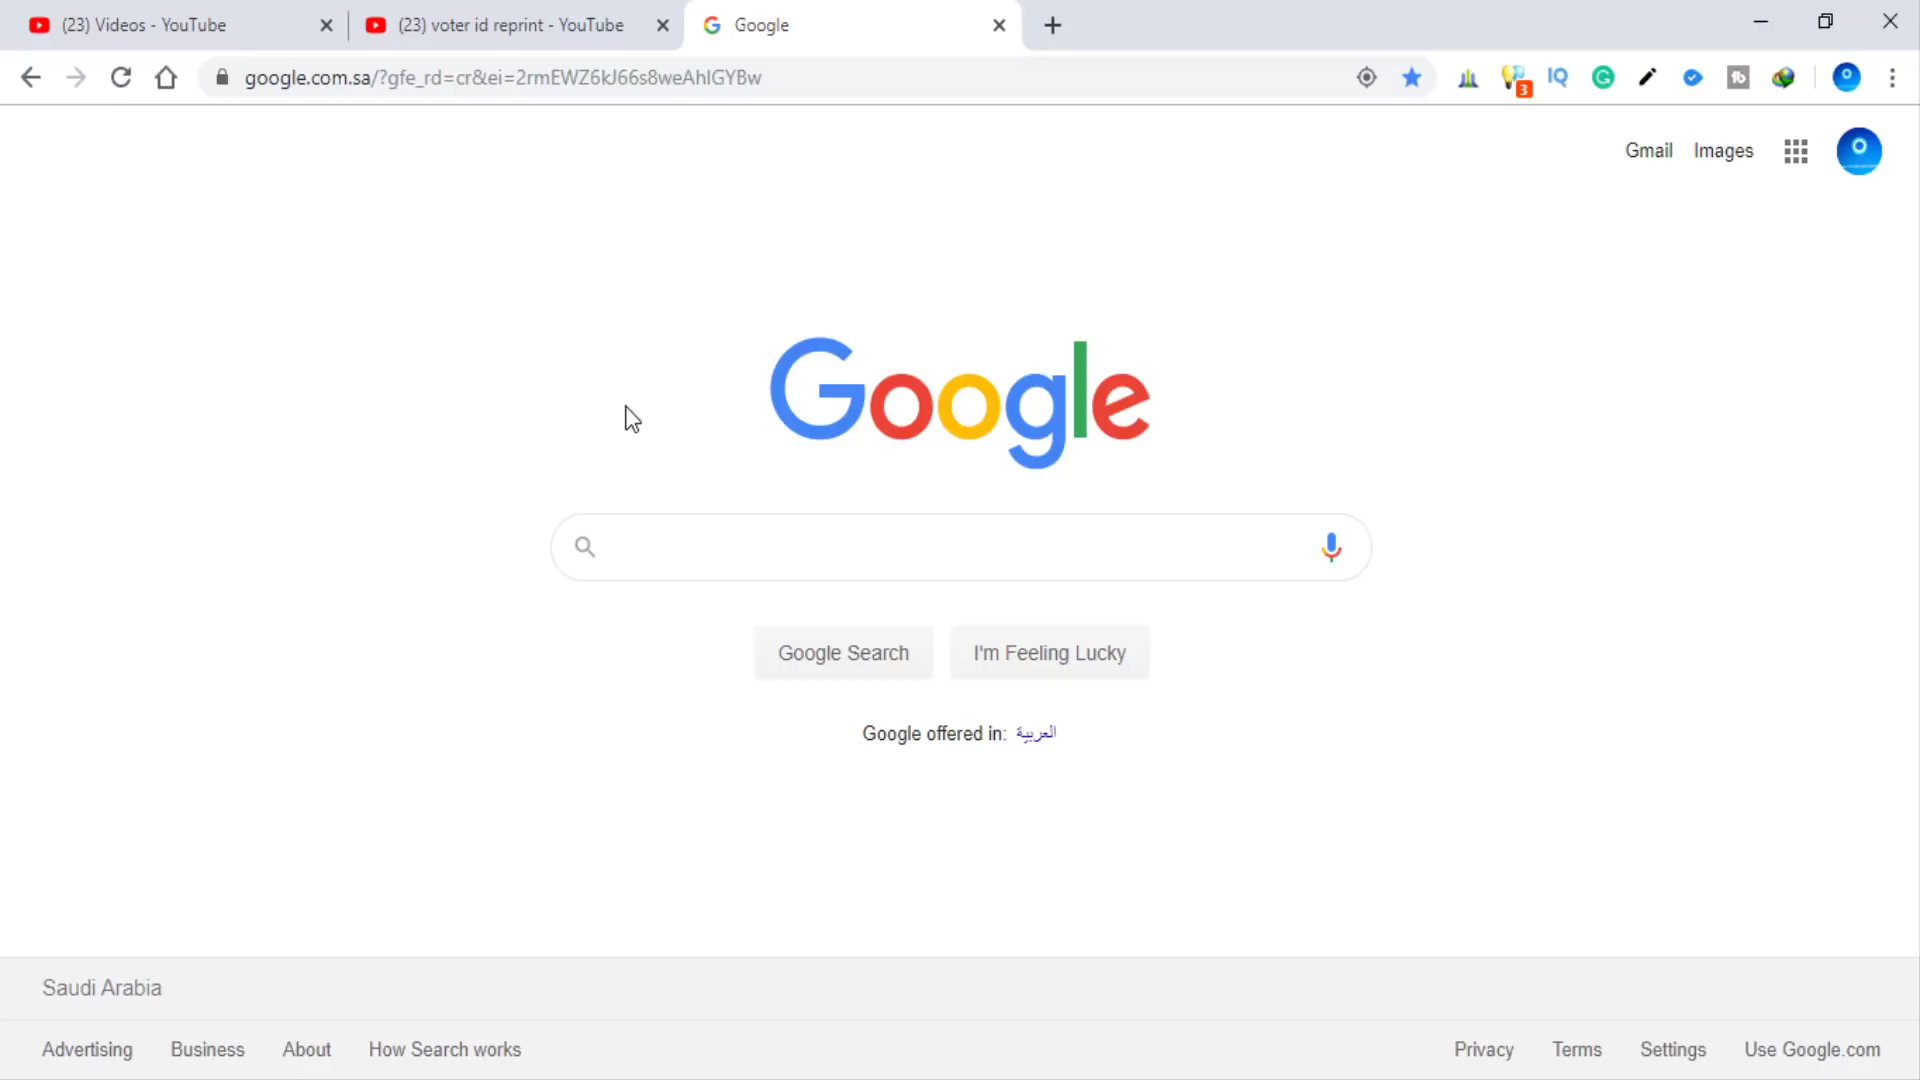 (23) Videos - YouTube
(23) voter id reprint - YouTube
Google
google.com.sa/?gfe_rd=cr&ei=2rmEWZ6kJ66s8weAhIGYBw
3
IQ
Gmail
Images
Google
Google Search
I'm Feeling Lucky
Google offered in: العربية
Saudi Arabia
Advertising
Business
About
How Search works
Privacy
Terms
Settings
Use Google.com